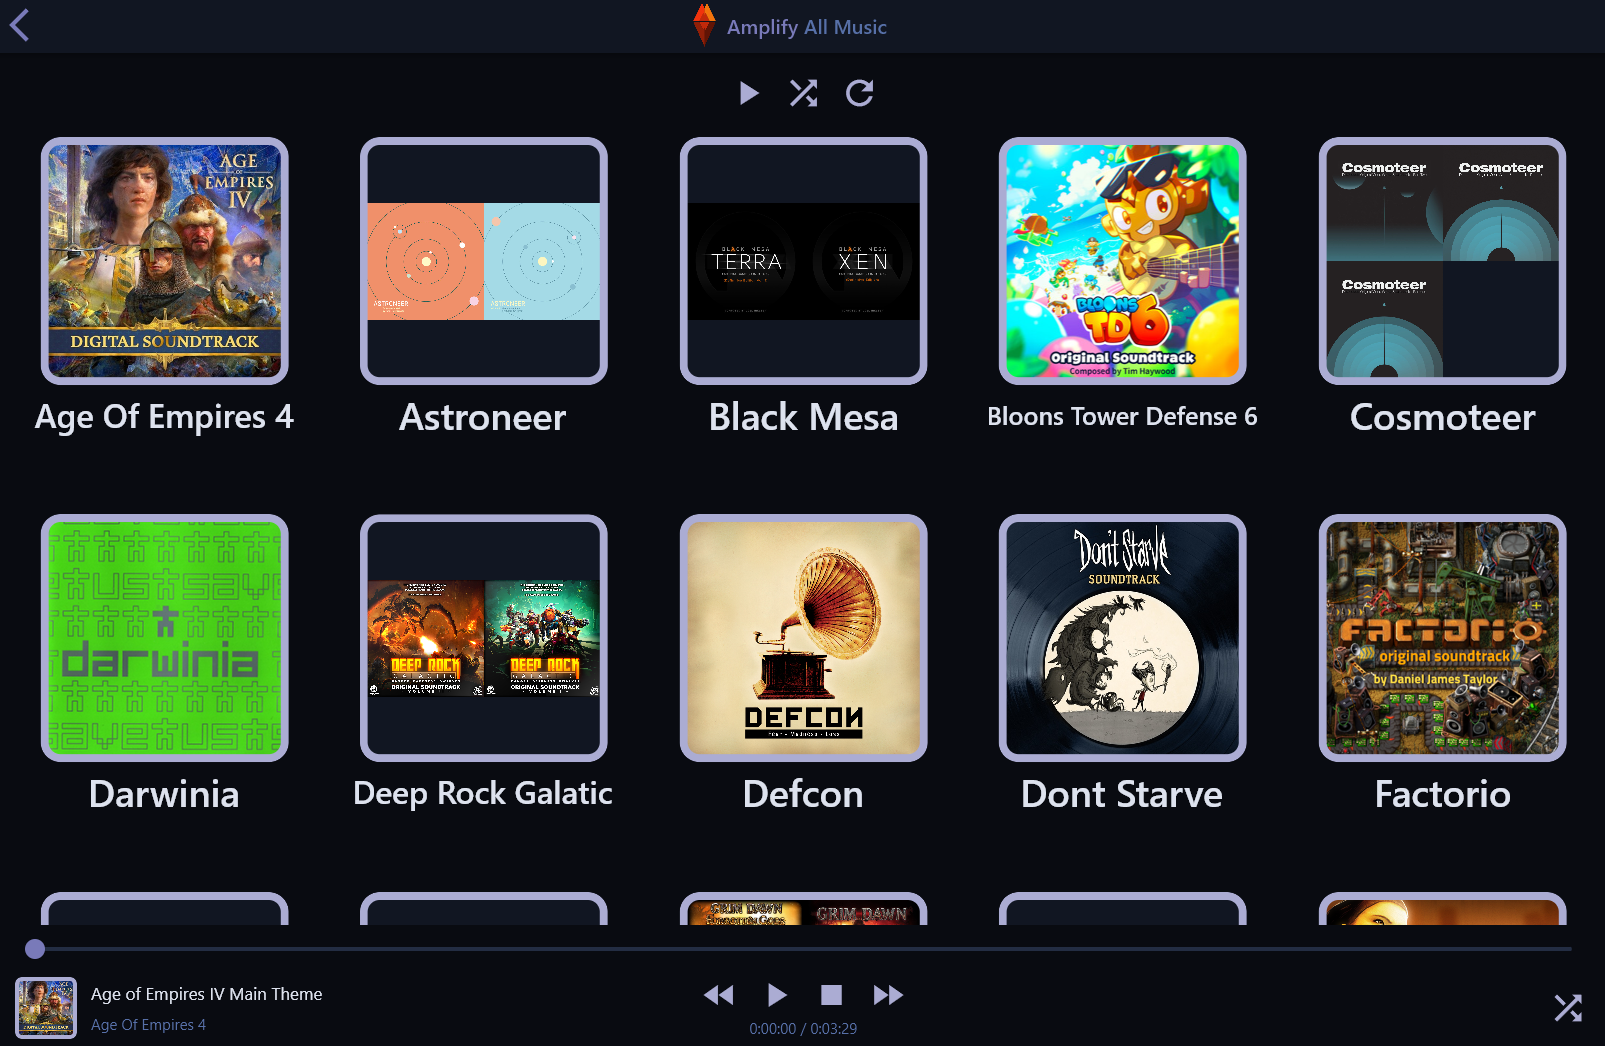 Amplify All Music
AGE
OF
EMPIRES
IV
DIGITAL SOUNDTRACK
Age Of Empires 4
ASTRONEER
ASTRONEER
Astroneer
BLACK MESA
TERRA
BLACK MESA
XEN
Black Mesa
BLOONS
TD6
Original Soundtrack
Composed by Tim Haywood
Bloons Tower Defense 6
Cosmoteer
Cosmoteer
Cosmoteer
Cosmoteer
darwinia
Darwinia
DEEP ROCK
GALACTIC
ORIGINAL SOUNDTRACK
DEEP ROCK
GALACTIC
ORIGINAL SOUNDTRACK
Deep Rock Galatic
DEFCON
Defcon
Don't Starve
SOUNDTRACK
Dont Starve
FACTORIO
original soundtrack
by Daniel James Taylor
Factorio
GRIM DAWN
GRIM DAWN
Age of Empires IV Main Theme
Age Of Empires 4
0:00:00 / 0:03:29